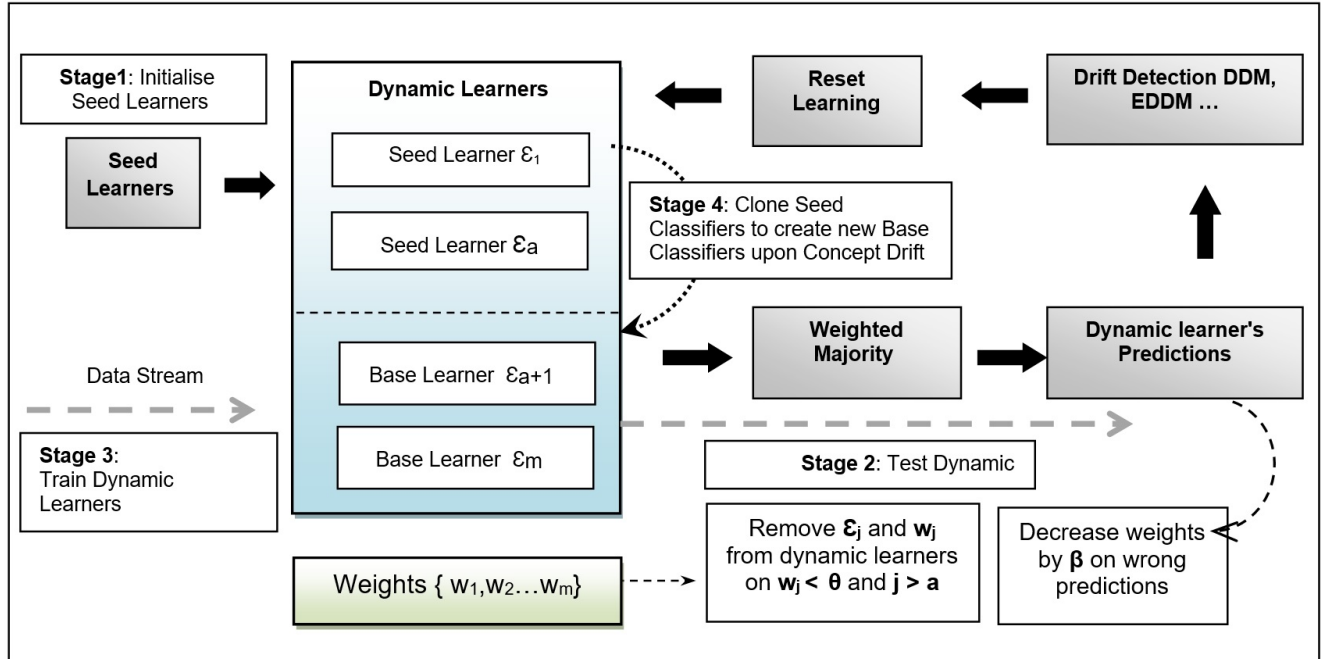 Stage1: Initialise
Seed Learners
Seed
Learners
Dynamic Learners
Seed Learner Ɛ₁
Seed Learner Ɛa
Base Learner Ɛa+1
Base Learner Ɛm
Reset
Learning
Drift Detection DDM,
EDDM …
Stage 4: Clone Seed
Classifiers to create new Base
Classifiers upon Concept Drift
Weighted
Majority
Dynamic learner's
Predictions
Data Stream
Stage 3:
Train Dynamic
Learners
Stage 2: Test Dynamic
Weights { w₁,w₂…wₘ}
Remove Ɛⱼ and wⱼ
from dynamic learners
on wⱼ < θ and j > a
Decrease weights
by β on wrong
predictions